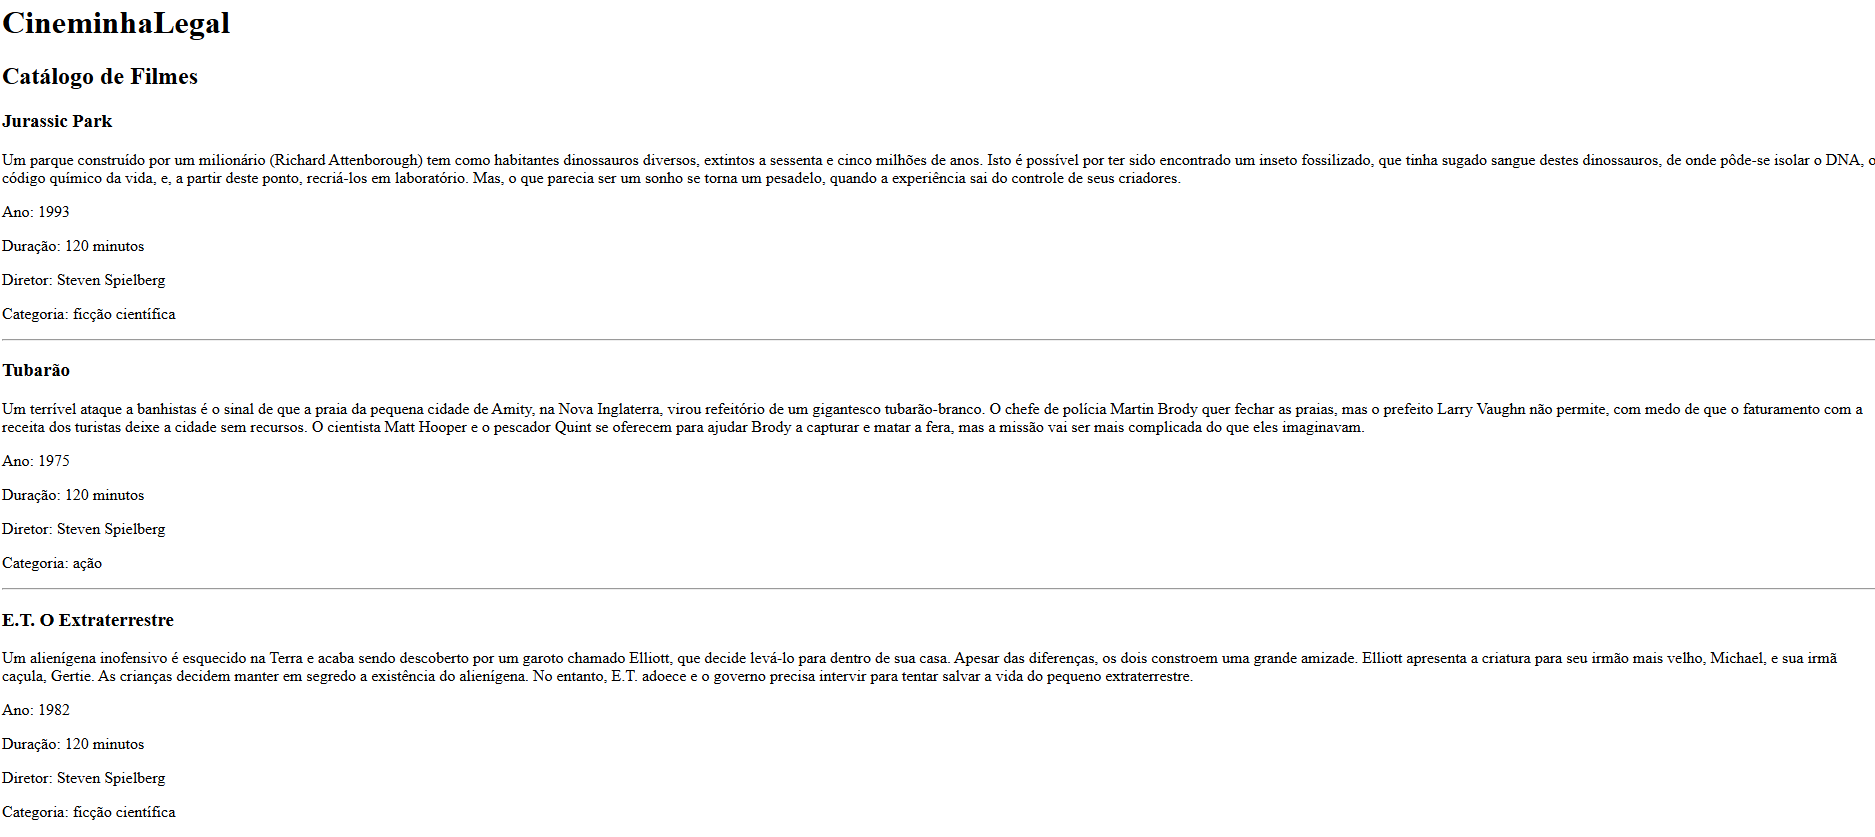 CineminhaLegal
Catálogo de Filmes
Jurassic Park
Um parque construído por um milionário (Richard Attenborough) tem como habitantes dinossauros diversos, extintos a sessenta e cinco milhões de anos. Isto é possível por ter sido encontrado um inseto fossilizado, que tinha sugado sangue destes dinossauros, de onde pôde-se isolar o DNA, o
código químico da vida, e, a partir deste ponto, recriá-los em laboratório. Mas, o que parecia ser um sonho se torna um pesadelo, quando a experiência sai do controle de seus criadores.
Ano: 1993
Duração: 120 minutos
Diretor: Steven Spielberg
Categoria: ficção científica
Tubarão
Um terrível ataque a banhistas é o sinal de que a praia da pequena cidade de Amity, na Nova Inglaterra, virou refeitório de um gigantesco tubarão-branco. O chefe de polícia Martin Brody quer fechar as praias, mas o prefeito Larry Vaughn não permite, com medo de que o faturamento com a
receita dos turistas deixe a cidade sem recursos. O cientista Matt Hooper e o pescador Quint se oferecem para ajudar Brody a capturar e matar a fera, mas a missão vai ser mais complicada do que eles imaginavam.
Ano: 1975
Duração: 120 minutos
Diretor: Steven Spielberg
Categoria: ação
E.T. O Extraterrestre
Um alienígena inofensivo é esquecido na Terra e acaba sendo descoberto por um garoto chamado Elliott, que decide levá-lo para dentro de sua casa. Apesar das diferenças, os dois constroem uma grande amizade. Elliott apresenta a criatura para seu irmão mais velho, Michael, e sua irmã
caçula, Gertie. As crianças decidem manter em segredo a existência do alienígena. No entanto, E.T. adoece e o governo precisa intervir para tentar salvar a vida do pequeno extraterrestre.
Ano: 1982
Duração: 120 minutos
Diretor: Steven Spielberg
Categoria: ficção científica